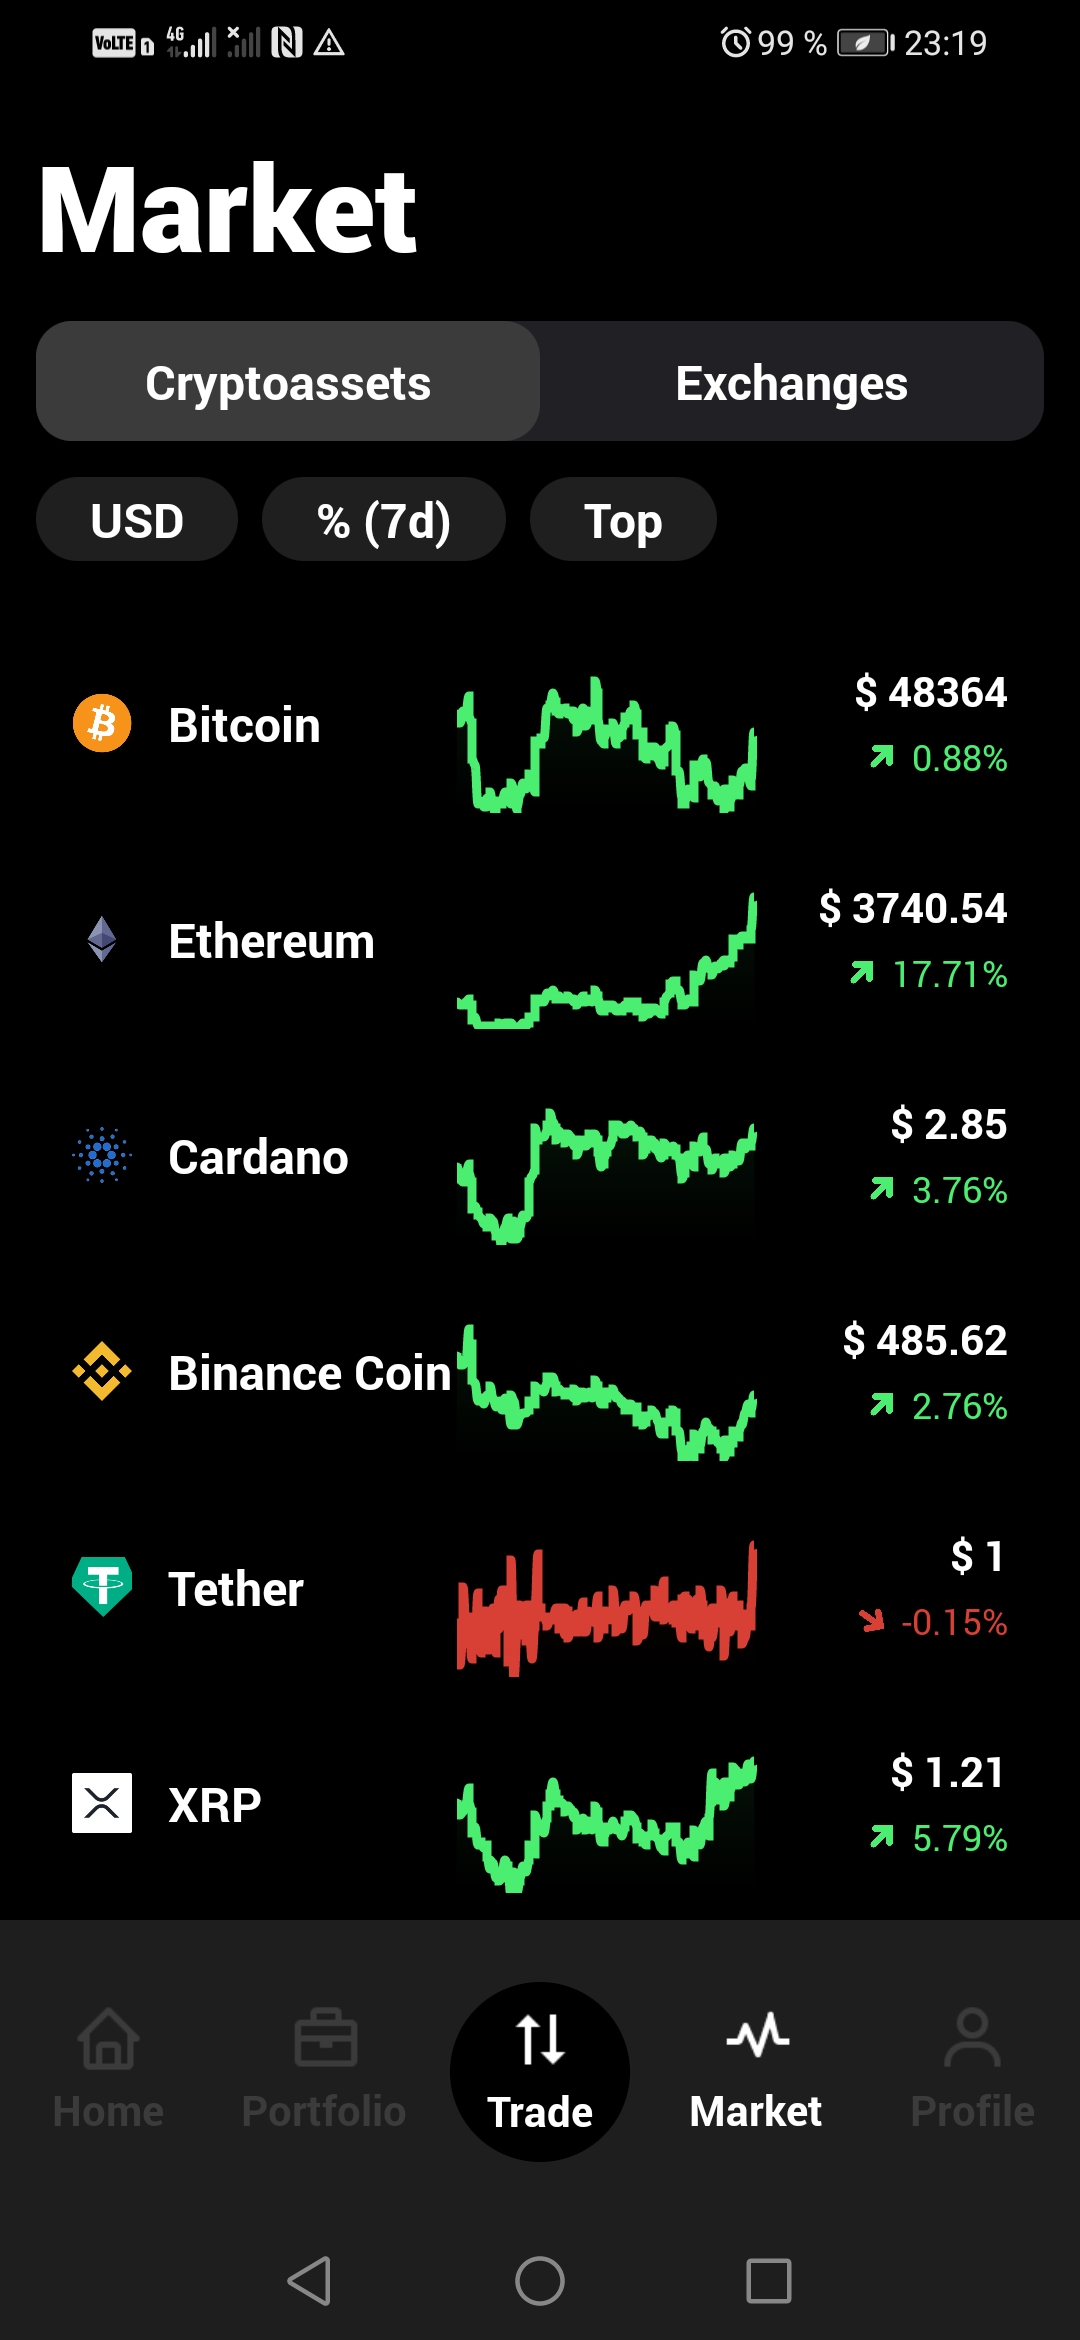 VoLTE 1 4G 99 % 23:19
Market
Cryptoassets Exchanges
USD % (7d) Top
Bitcoin $ 48364
0.88%
Ethereum $ 3740.54
17.71%
Cardano $ 2.85
3.76%
Binance Coin $ 485.62
2.76%
Tether $ 1
-0.15%
XRP $ 1.21
5.79%
Home Portfolio Trade Market Profile